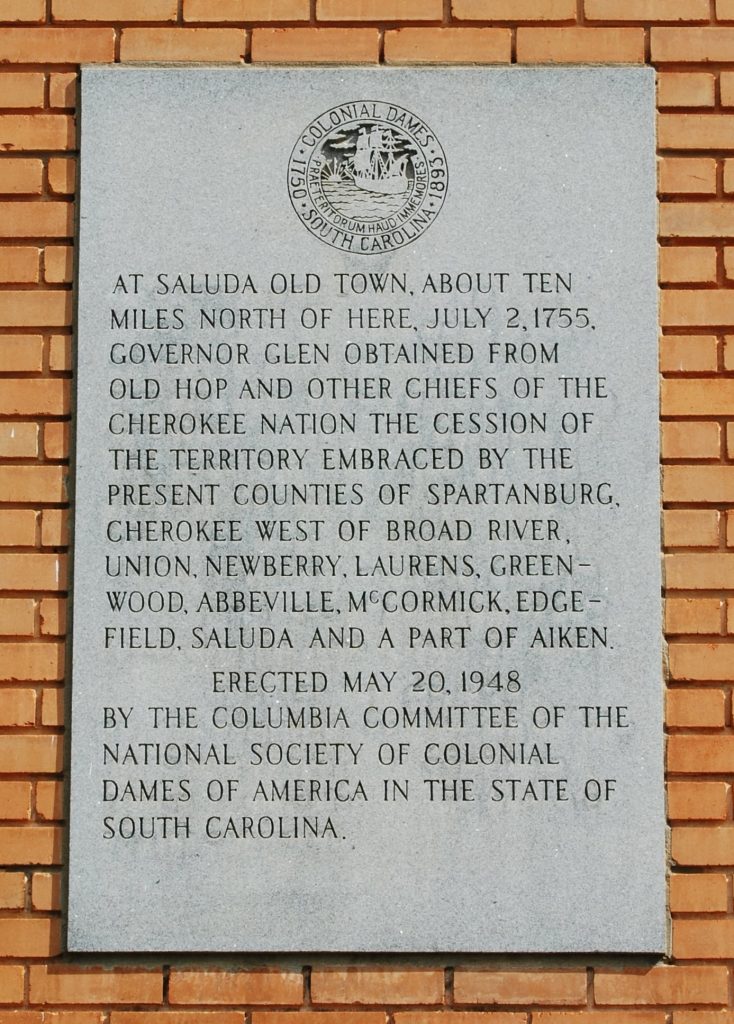 COLONIAL DAMES
1750 · SOUTH CAROLINA · 1893
PRAETERITORUM HAUD IMMEMORES
AT SALUDA OLD TOWN, ABOUT TEN
MILES NORTH OF HERE, JULY 2, 1755,
GOVERNOR GLEN OBTAINED FROM
OLD HOP AND OTHER CHIEFS OF THE
CHEROKEE NATION THE CESSION OF
THE TERRITORY EMBRACED BY THE
PRESENT COUNTIES OF SPARTANBURG,
CHEROKEE WEST OF BROAD RIVER,
UNION, NEWBERRY, LAURENS, GREEN-
WOOD, ABBEVILLE, McCORMICK, EDGE-
FIELD, SALUDA AND A PART OF AIKEN.
ERECTED MAY 20, 1948
BY THE COLUMBIA COMMITTEE OF THE
NATIONAL SOCIETY OF COLONIAL
DAMES OF AMERICA IN THE STATE OF
SOUTH CAROLINA.